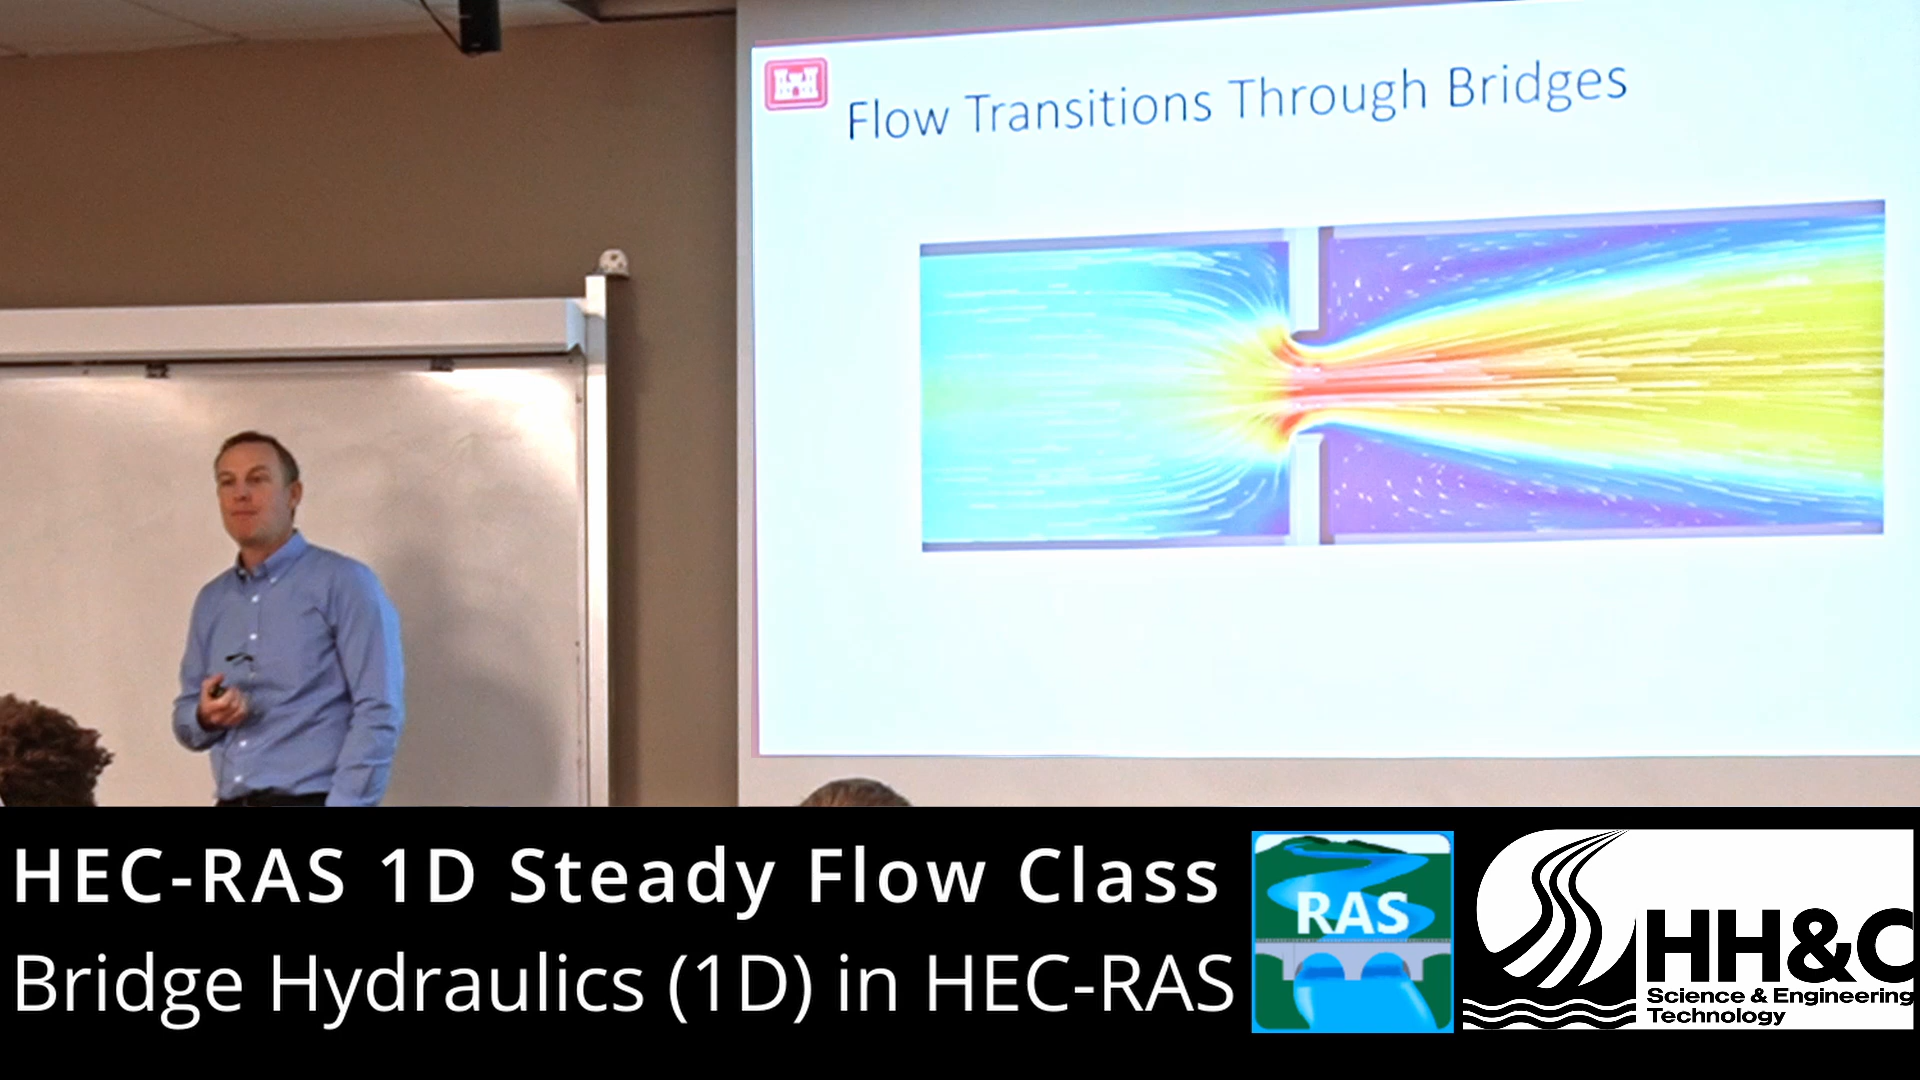 Flow Transitions Through Bridges
HEC-RAS 1D Steady Flow Class
Bridge Hydraulics (1D) in HEC-RAS
RAS
HH&C
Science & Engineering
Technology